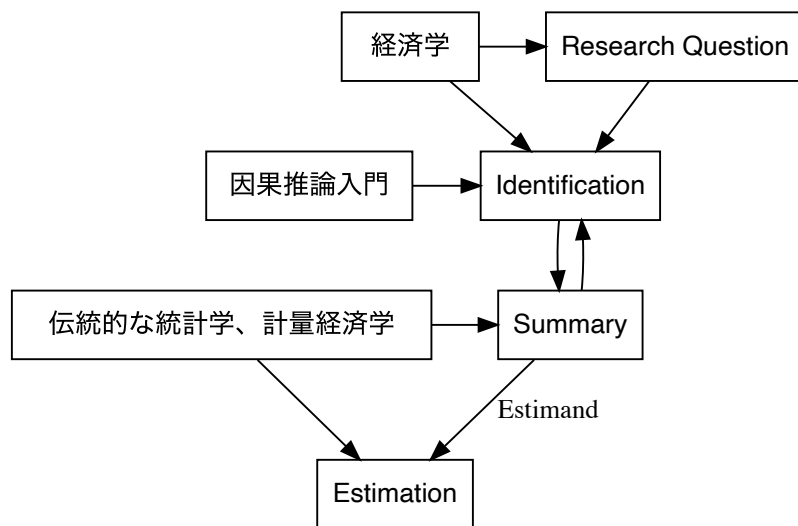 経済学
Research Question
因果推論入門
Identification
伝統的な統計学、計量経済学
Summary
Estimand
Estimation